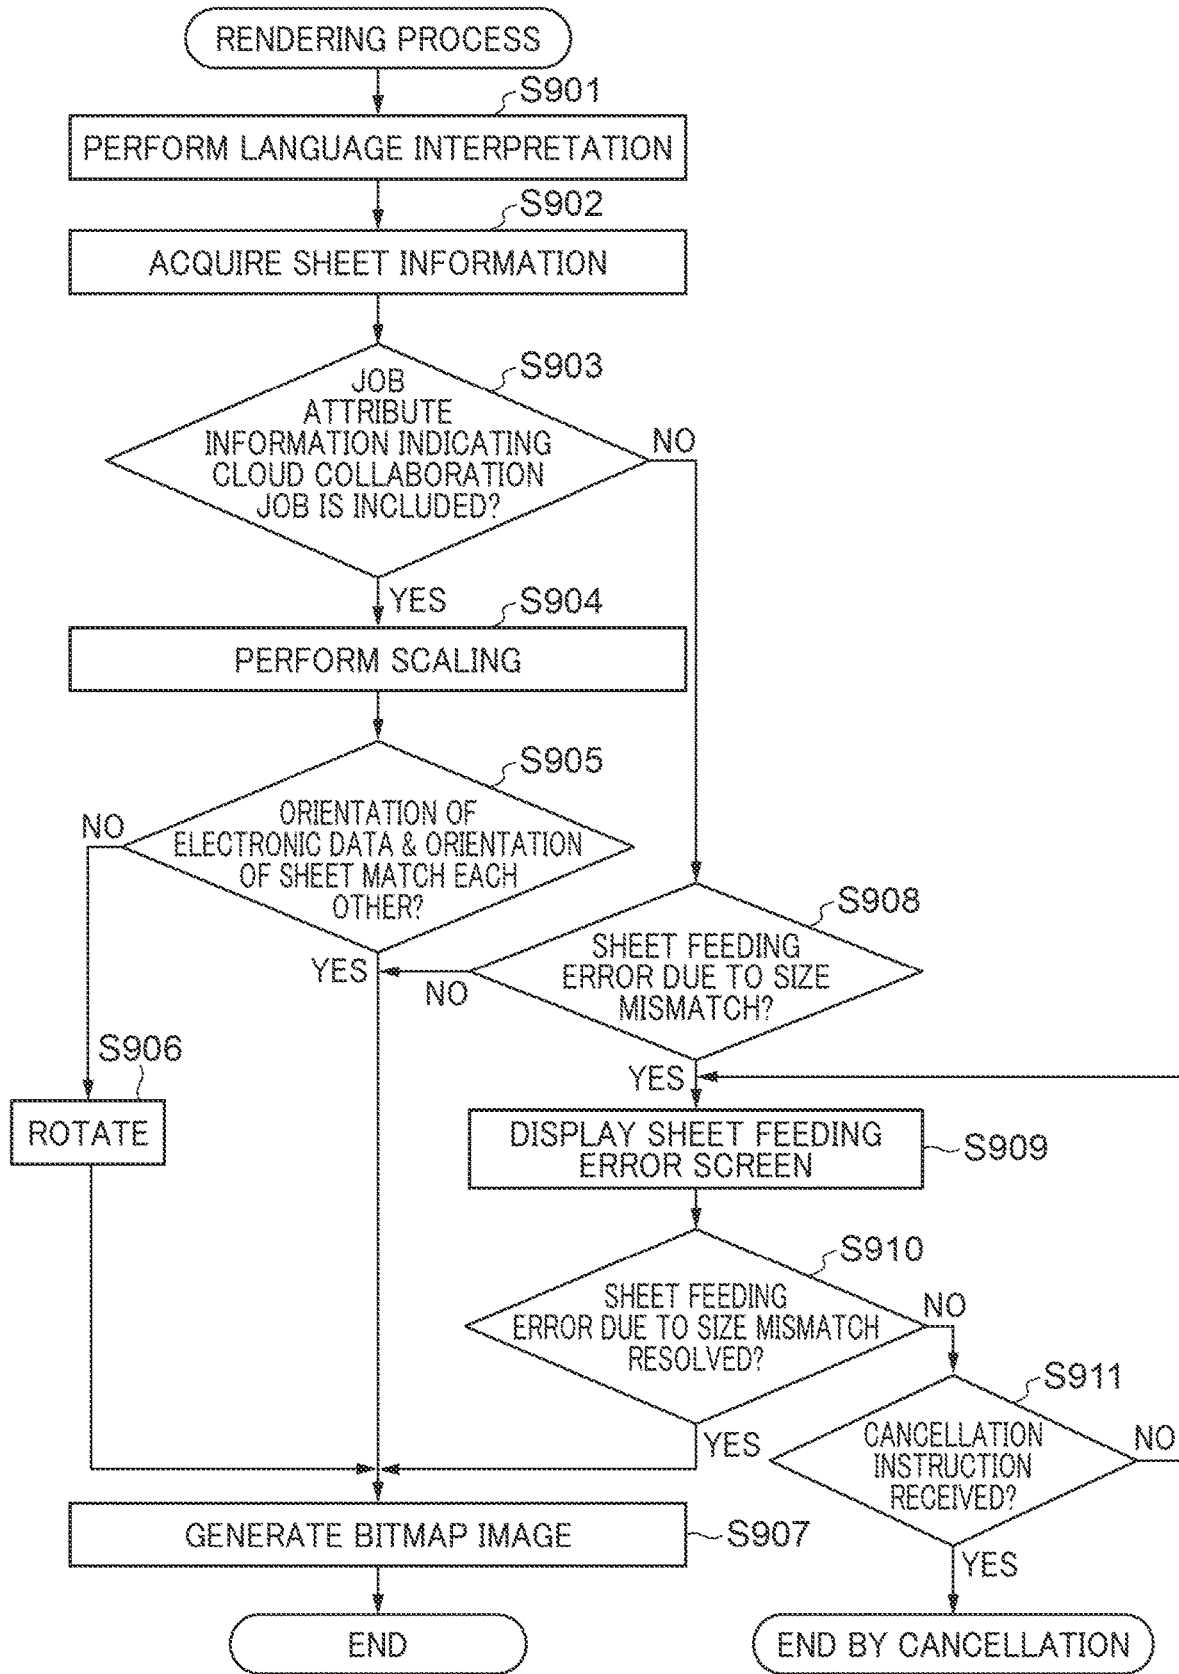 RENDERING PROCESS
S901
PERFORM LANGUAGE INTERPRETATION
S902
ACQUIRE SHEET INFORMATION
S903
JOB
ATTRIBUTE
INFORMATION INDICATING
CLOUD COLLABORATION
JOB IS INCLUDED?
NO
YES
S904
PERFORM SCALING
S905
ORIENTATION OF
ELECTRONIC DATA & ORIENTATION
OF SHEET MATCH EACH
OTHER?
NO
YES
S908
SHEET FEEDING
ERROR DUE TO SIZE
MISMATCH?
NO
YES
S906
ROTATE
DISPLAY SHEET FEEDING
ERROR SCREEN
S909
S910
SHEET FEEDING
ERROR DUE TO SIZE MISMATCH
RESOLVED?
NO
YES
S911
CANCELLATION
INSTRUCTION
RECEIVED?
NO
YES
GENERATE BITMAP IMAGE
S907
END
END BY CANCELLATION